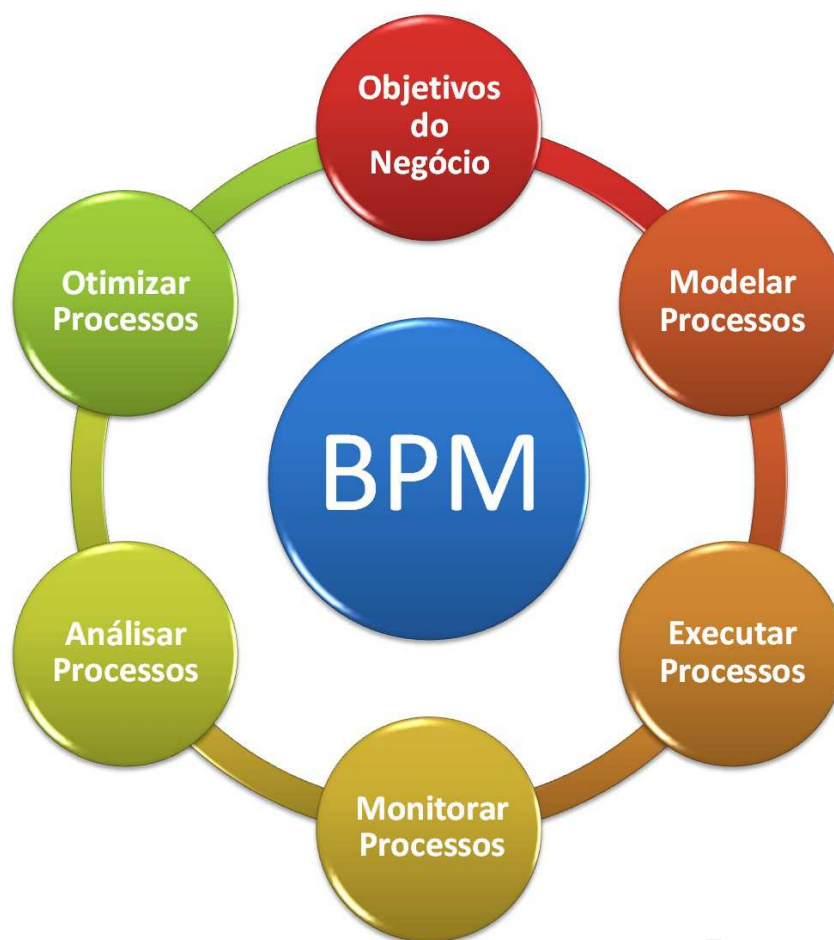 Objetivos
do
Negócio
Modelar
Processos
Executar
Processos
Monitorar
Processos
Análisar
Processos
Otimizar
Processos
BPM